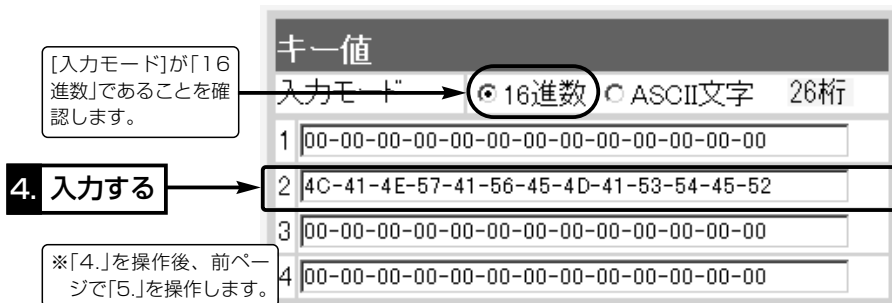 キー値
[入力モード]が「16
進数」であることを確
認します。
入力モード 16進数 ASCII文字 26桁
1 00-00-00-00-00-00-00-00-00-00-00-00-00
4. 入力する
2 4C-41-4E-57-41-56-45-4D-41-53-54-45-52
3 00-00-00-00-00-00-00-00-00-00-00-00-00
※「4.」を操作後、前ペー
ジで「5.」を操作します。
4 00-00-00-00-00-00-00-00-00-00-00-00-00